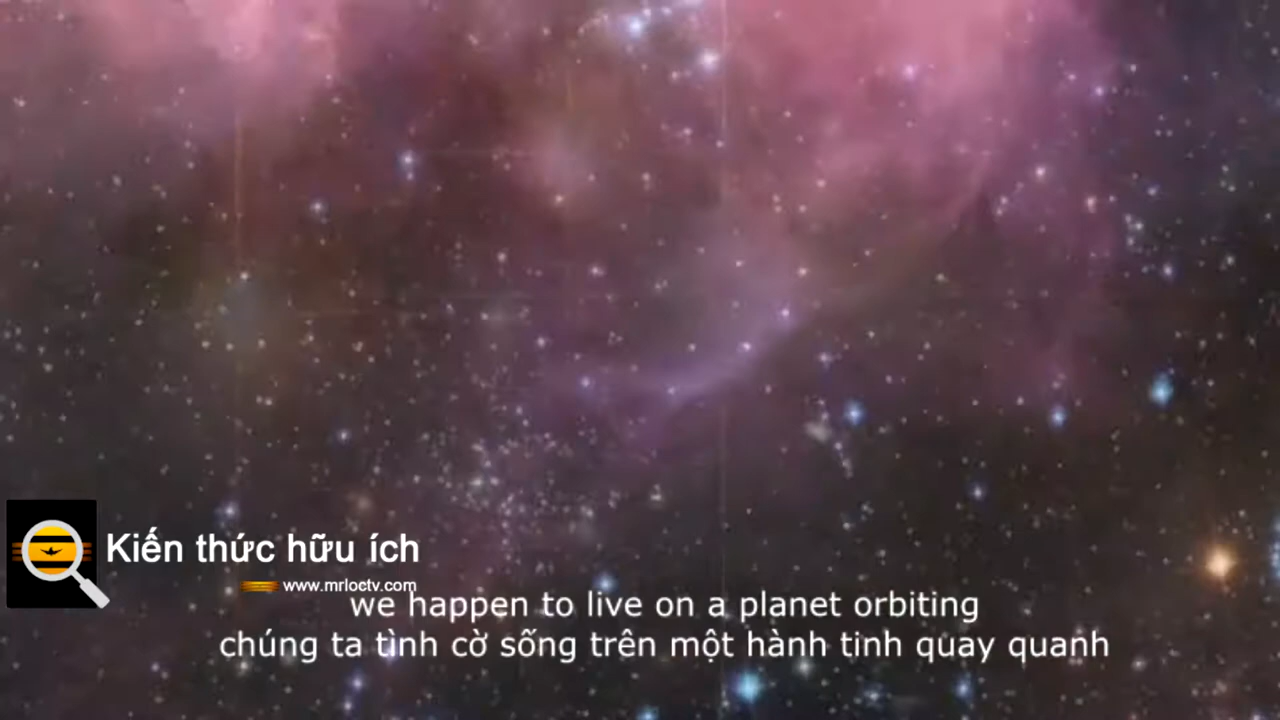 Kiến thức hữu ích
www.mrloctv.com
we happen to live on a planet orbiting
chúng ta tình cờ sống trên một hành tinh quay quanh